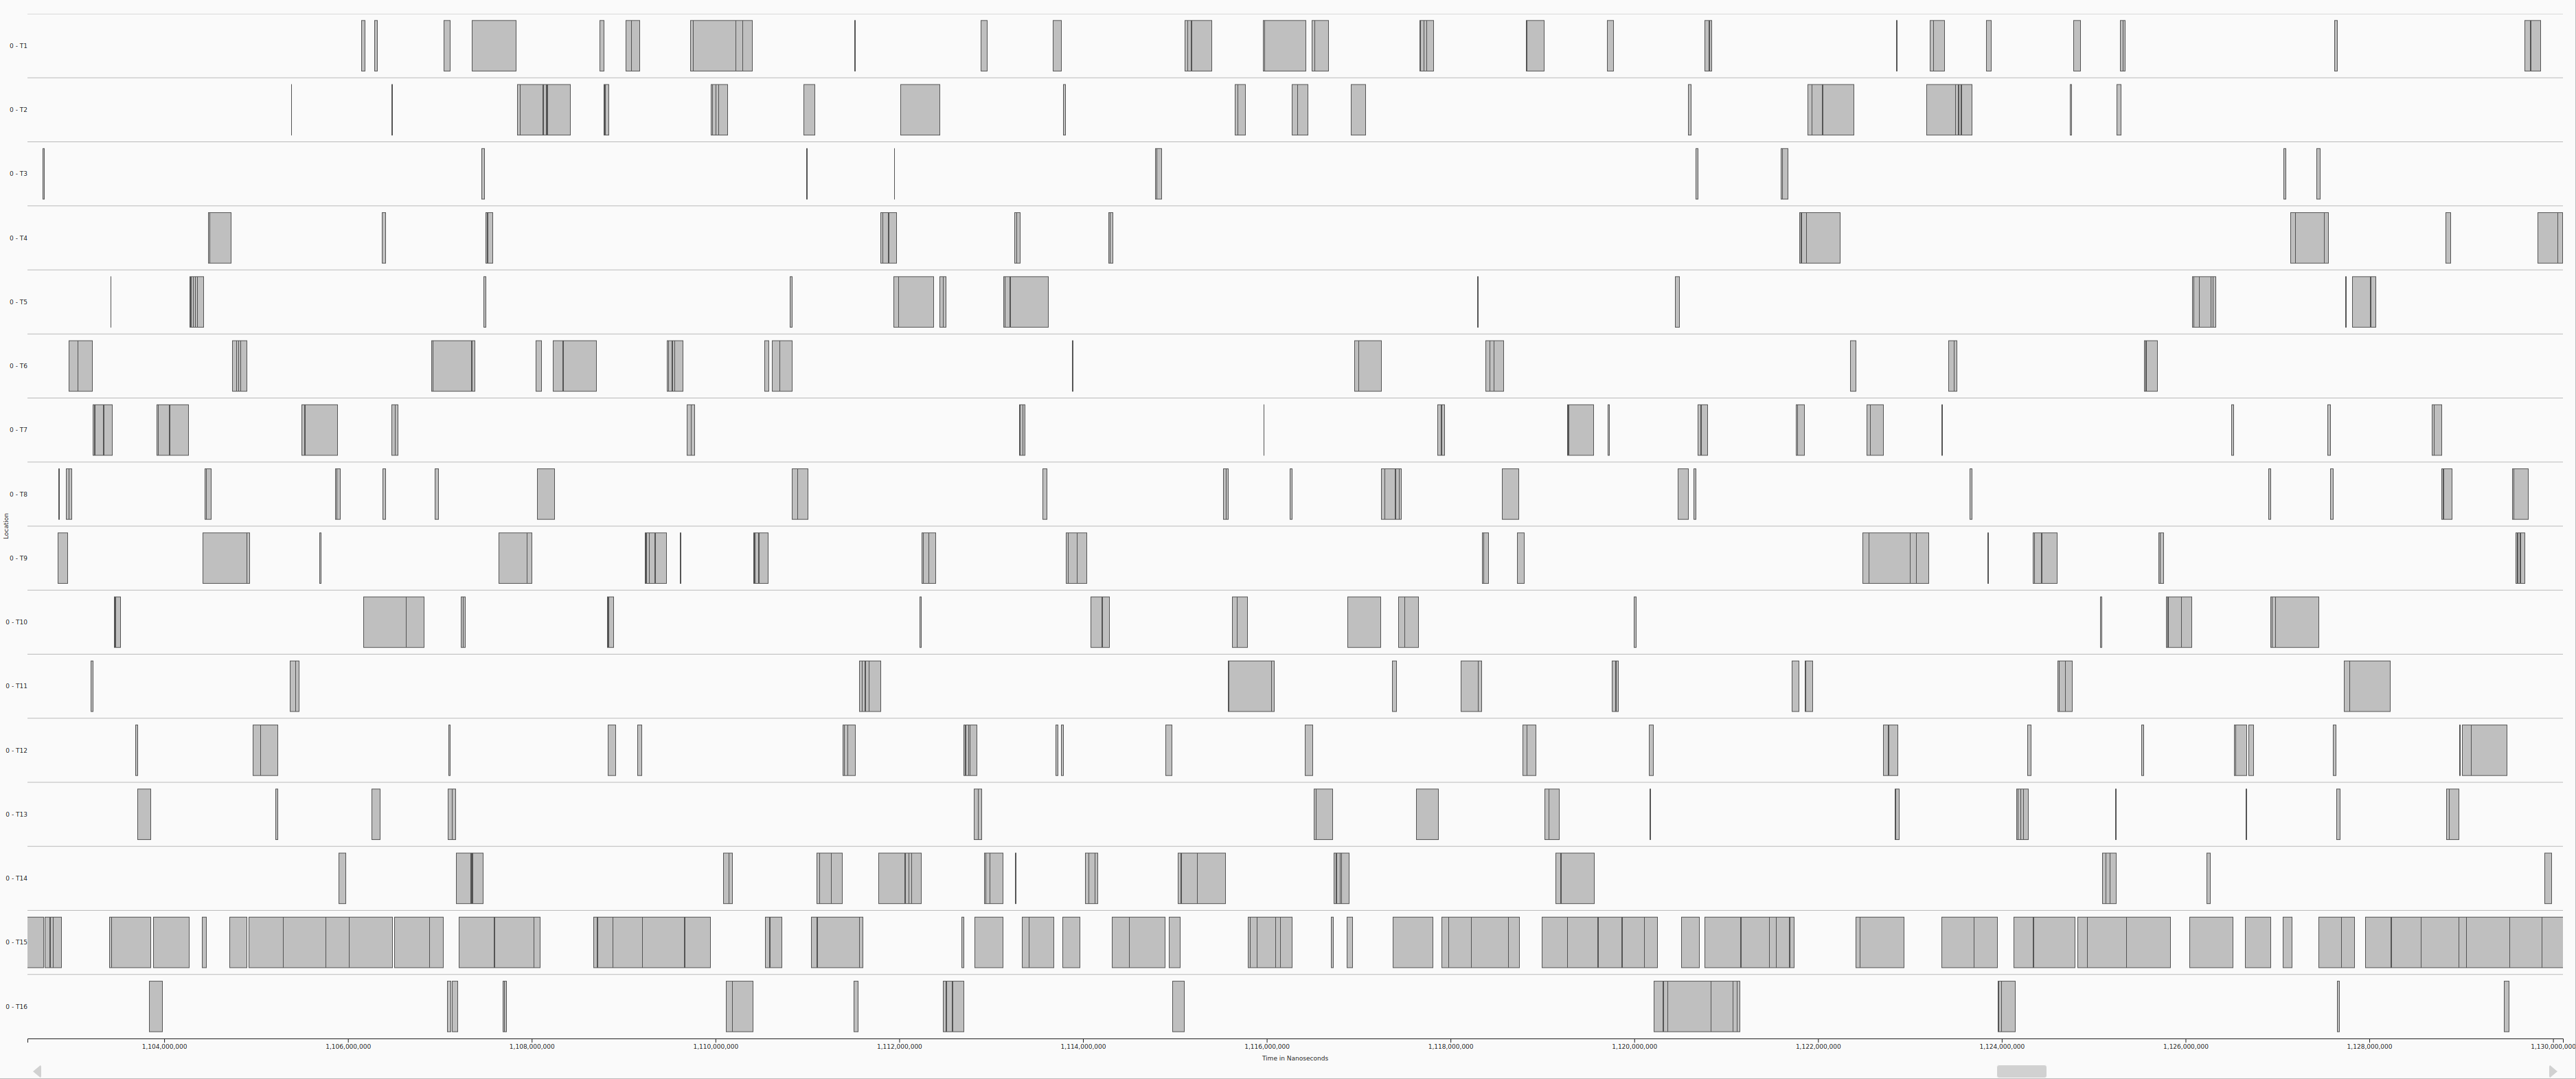 0 - T1
0 - T2
0 - T3
0 - T4
0 - T5
0 - T6
0 - T7
0 - T8
Location
0 - T9
0 - T10
0 - T11
0 - T12
0 - T13
0 - T14
0 - T15
0 - T16
1,104,000,000 1,106,000,000 1,108,000,000 1,110,000,000 1,112,000,000 1,114,000,000 1,116,000,000 1,118,000,000 1,120,000,000 1,122,000,000 1,124,000,000 1,126,000,000 1,128,000,000 1,130,000,000
Time in Nanoseconds